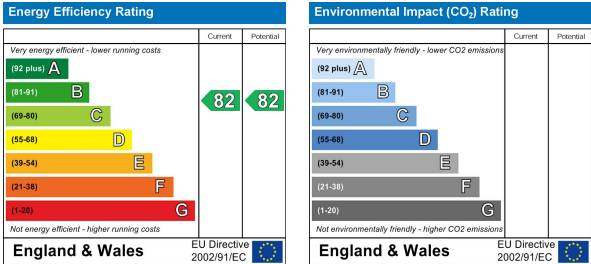 Energy Efficiency Rating
Current Potential
Very energy efficient - lower running costs
(92 plus) A
(81-91) B
82 82
(69-80) C
(55-68) D
(39-54) E
(21-38) F
(1-20) G
Not energy efficient - higher running costs
England & Wales
EU Directive
2002/91/EC
Environmental Impact (CO2) Rating
Current Potential
Very environmentally friendly - lower CO2 emissions
(92 plus) A
(81-91) B
(69-80) C
(55-68) D
(39-54) E
(21-38) F
(1-20) G
Not environmentally friendly - higher CO2 emissions
England & Wales
EU Directive
2002/91/EC